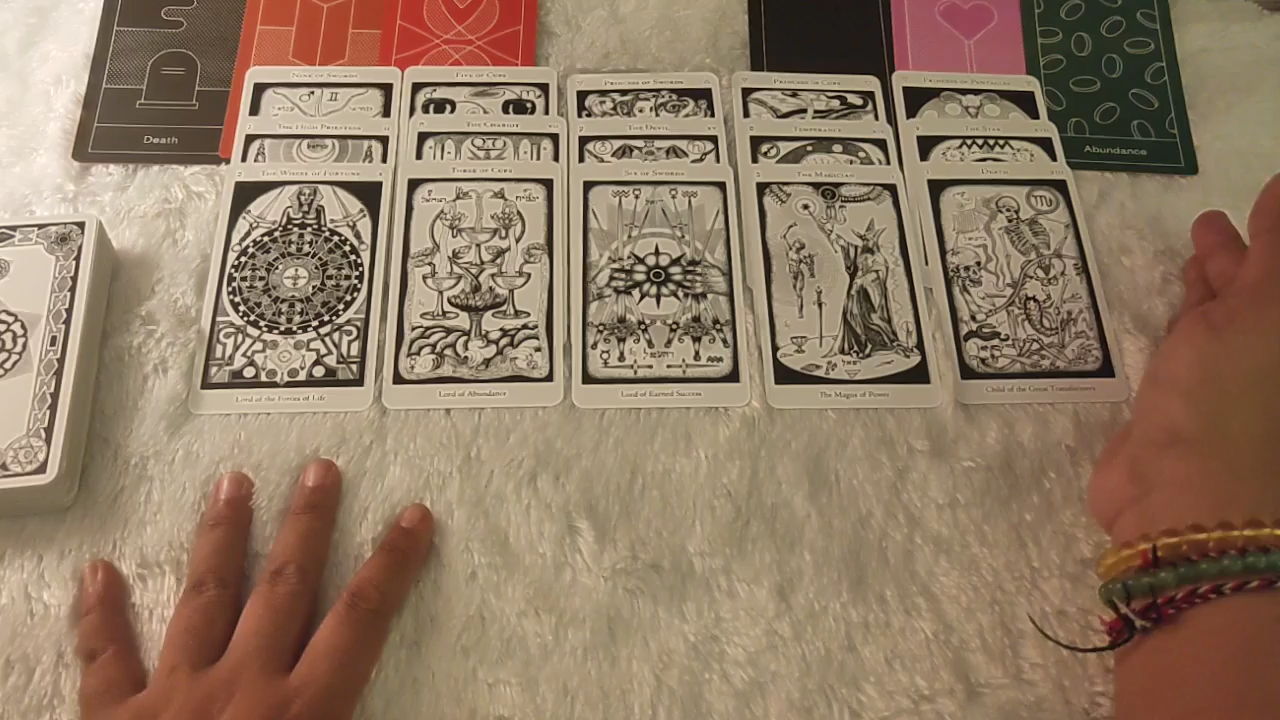 Death
Abundance
Nine of Swords
Five of Cups
Princess of Swords
Princess of Cups
Princess of Pentacles
The High Priestess
The Chariot
The Devil
XV
Temperance
The Star
The Wheel of Fortune
Six of Swords
The Magician
I
Death
XIII
Lord of the Forces of Life
Lord of Abundance
Lord of Earned Success
The Magus of Power
Child of the Great Transformers